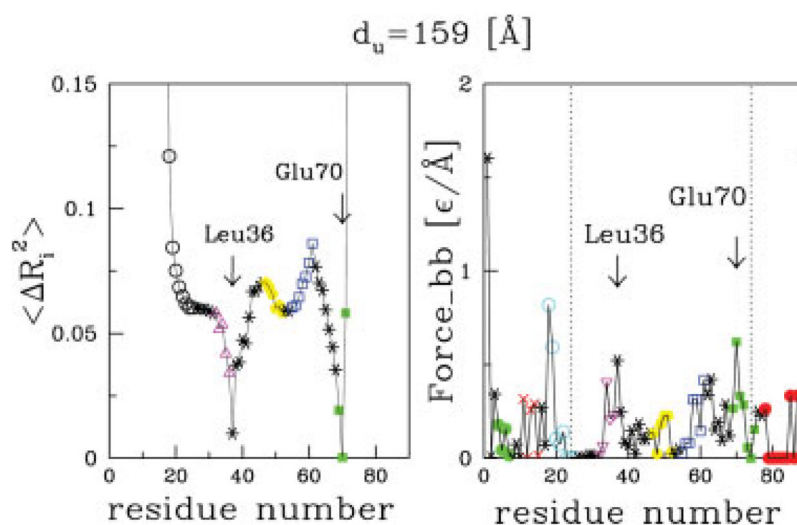 d_u=159 [Å]
0.15
0.1
0.05
0
<ΔR_i^2>
Leu36
Glu70
0 20 40 60 80
residue number
2
1
0
Force_bb [ϵ/Å]
Leu36
Glu70
0 20 40 60 80
residue number